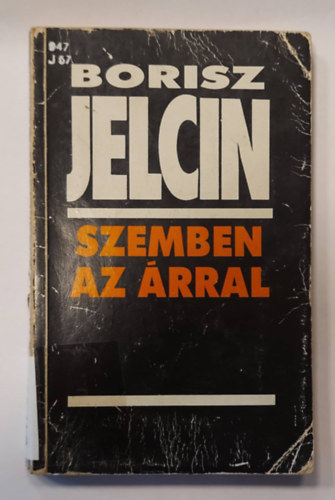 947
J 67
BORISZ
JELCIN
SZEMBEN
AZ ÁRRAL